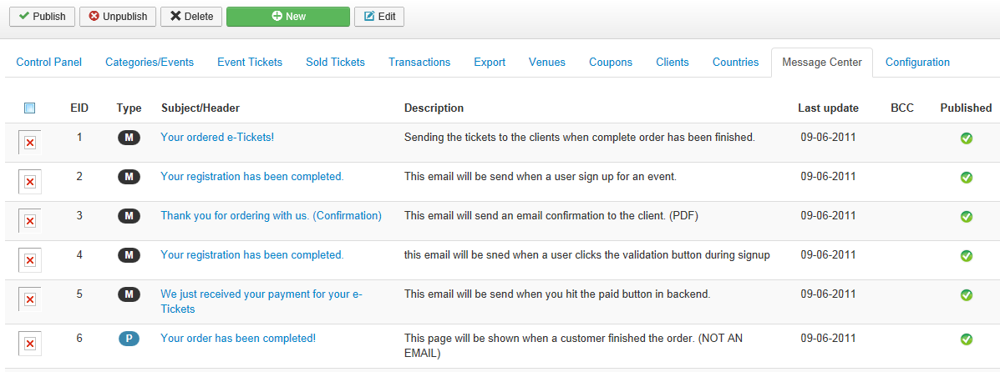 Publish Unpublish Delete New Edit
Control Panel Categories/Events Event Tickets Sold Tickets Transactions Export Venues Coupons Clients Countries Message Center Configuration
EID Type Subject/Header Description Last update BCC Published
1 M Your ordered e-Tickets! Sending the tickets to the clients when complete order has been finished. 09-06-2011
2 M Your registration has been completed. This email will be send when a user sign up for an event. 09-06-2011
3 M Thank you for ordering with us. (Confirmation) This email will send an email confirmation to the client. (PDF) 09-06-2011
4 M Your registration has been completed. this email will be sned when a user clicks the validation button during signup 09-06-2011
5 M We just received your payment for your e- This email will be send when you hit the paid button in backend. 09-06-2011
Tickets
6 P Your order has been completed! This page will be shown when a customer finished the order. (NOT AN 09-06-2011
EMAIL)